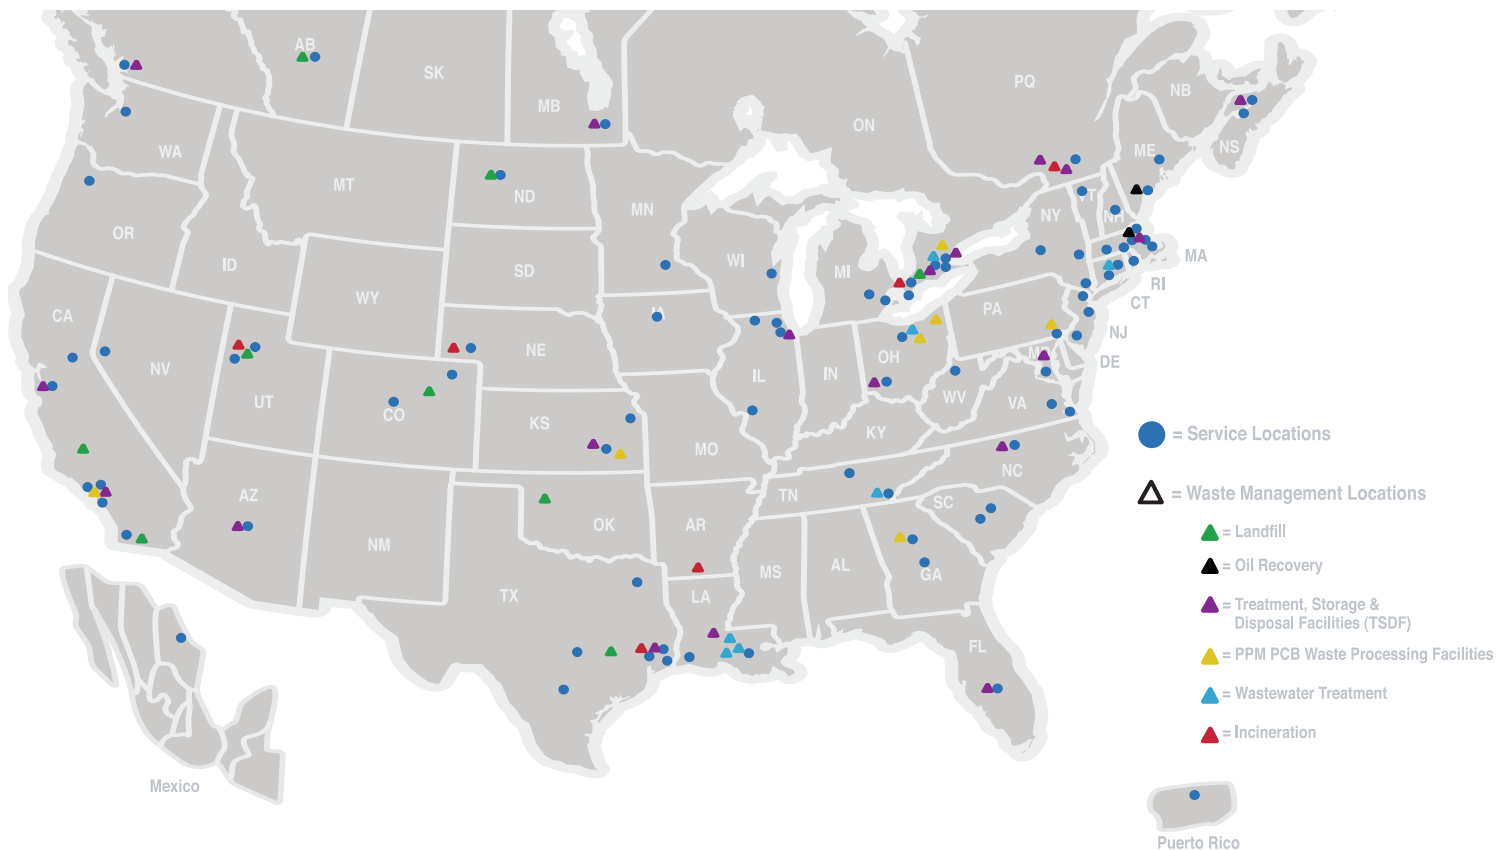 AB
SK
MB
ON
PQ
NB
NS
ME
WA
MT
ND
MN
OR
ID
SD
WI
MI
NY
VT
NH
MA
RI
CT
WY
IA
PA
NJ
DE
CA
NV
UT
NE
CO
IL
IN
OH
WV
VA
KS
MO
KY
NC
AZ
NM
OK
AR
TN
SC
MS
AL
GA
TX
LA
FL
= Service Locations
= Waste Management Locations
= Landfill
= Oil Recovery
= Treatment, Storage &
Disposal Facilities (TSDF)
= PPM PCB Waste Processing Facilities
= Wastewater Treatment
= Incineration
Mexico
Puerto Rico